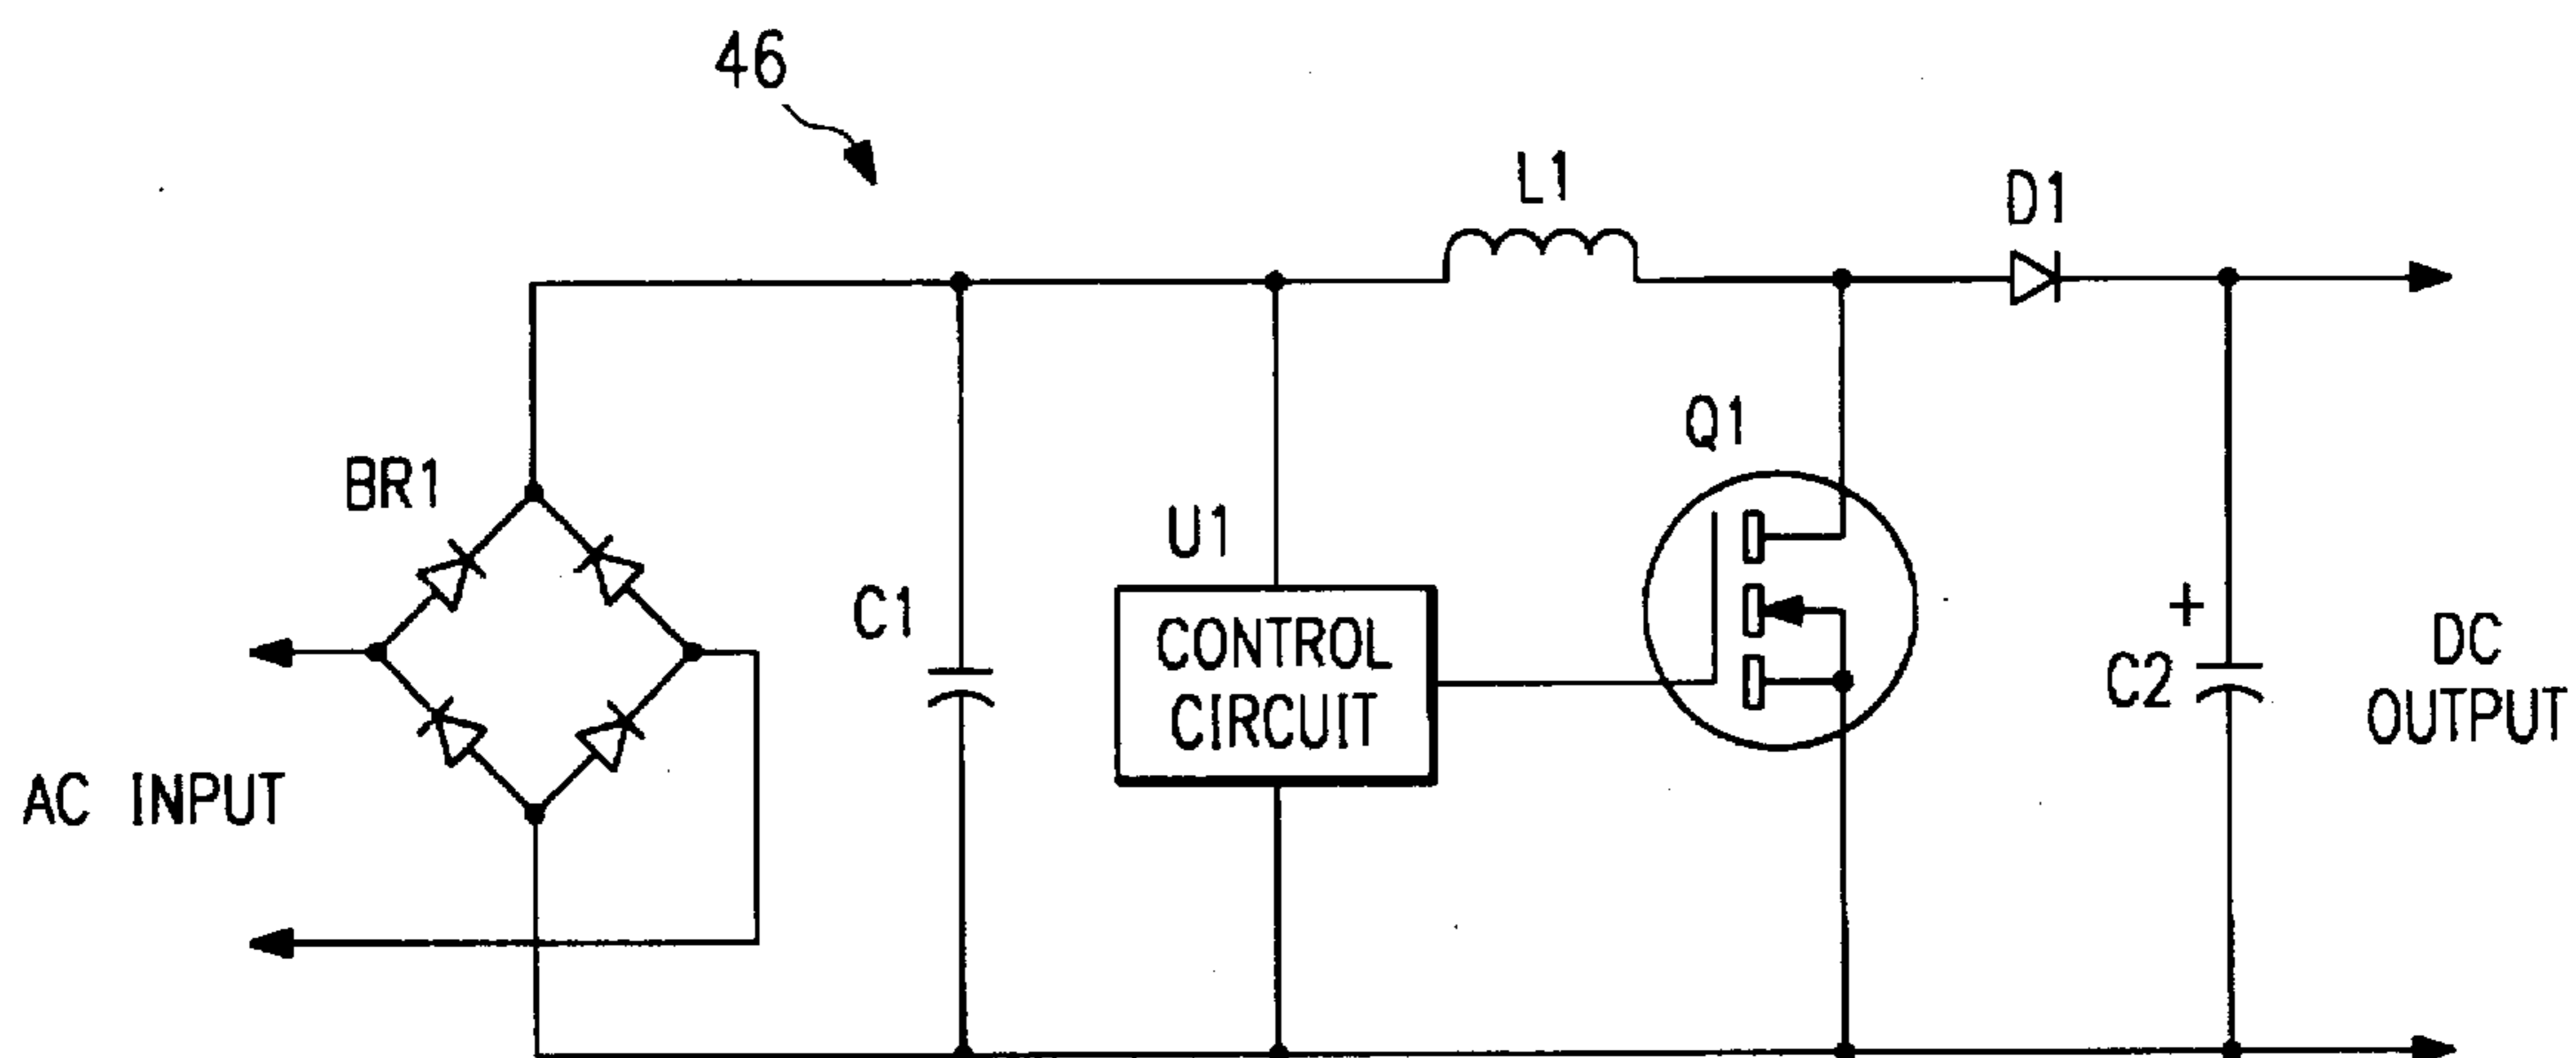 46
L1
D1
Q1
BR1
U1
C1
CONTROL
CIRCUIT
+
C2
DC
OUTPUT
AC INPUT